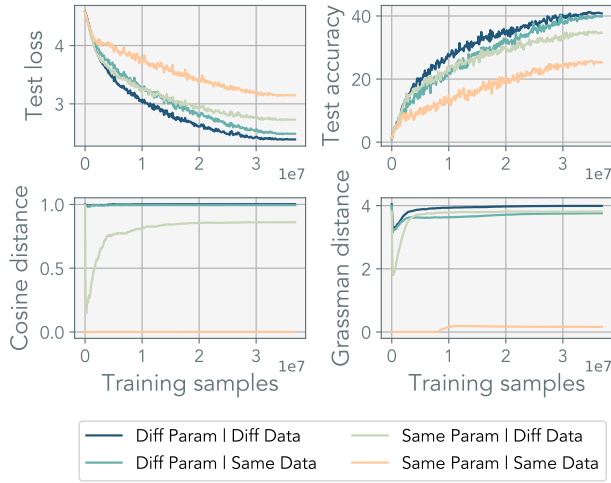 Test loss
4
3
0
1
2
3
1e7
Test accuracy
40
20
0
0
1
2
3
1e7
Cosine distance
1.0
0.5
0.0
0
1
2
3
1e7
Training samples
Grassman distance
4
2
0
0
1
2
3
1e7
Training samples
Diff Param | Diff Data
Same Param | Diff Data
Diff Param | Same Data
Same Param | Same Data